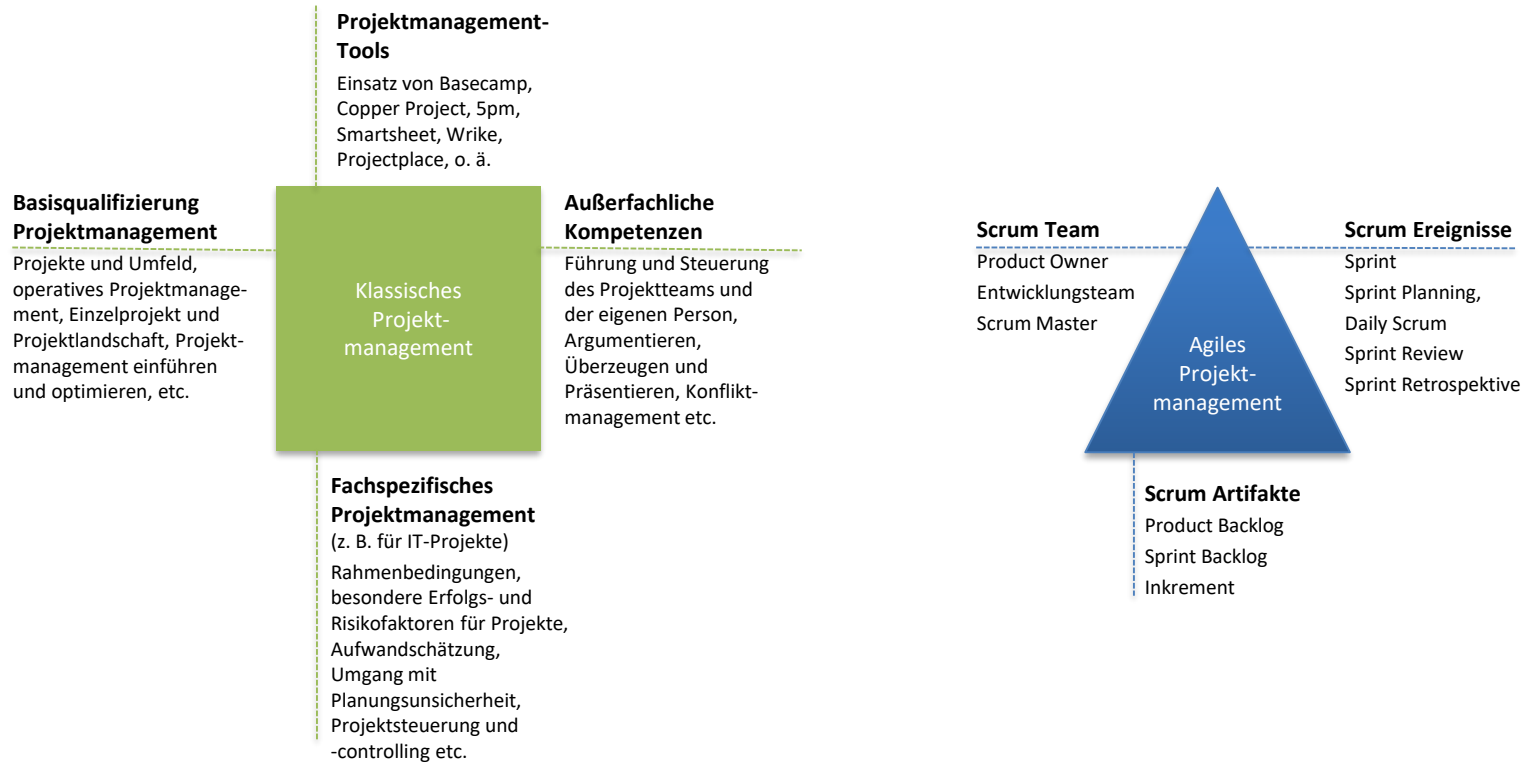 Projektmanagement-
Tools
Einsatz von Basecamp,
Copper Project, 5pm,
Smartsheet, Wrike,
Projectplace, o. ä.
Basisqualifizierung
Projektmanagement
Projekte und Umfeld,
operatives Projektmanage-
ment, Einzelprojekt und
Projektlandschaft, Projekt-
management einführen
und optimieren, etc.
Klassisches
Projekt-
management
Außerfachliche
Kompetenzen
Führung und Steuerung
des Projektteams und
der eigenen Person,
Argumentieren,
Überzeugen und
Präsentieren, Konflikt-
management etc.
Fachspezifisches
Projektmanagement
(z. B. für IT-Projekte)
Rahmenbedingungen,
besondere Erfolgs- und
Risikofaktoren für Projekte,
Aufwandschätzung,
Umgang mit
Planungsunsicherheit,
Projektsteuerung und
-controlling etc.
Scrum Team
Product Owner
Entwicklungsteam
Scrum Master
Agiles
Projekt-
management
Scrum Ereignisse
Sprint
Sprint Planning,
Daily Scrum
Sprint Review
Sprint Retrospektive
Scrum Artifakte
Product Backlog
Sprint Backlog
Inkrement